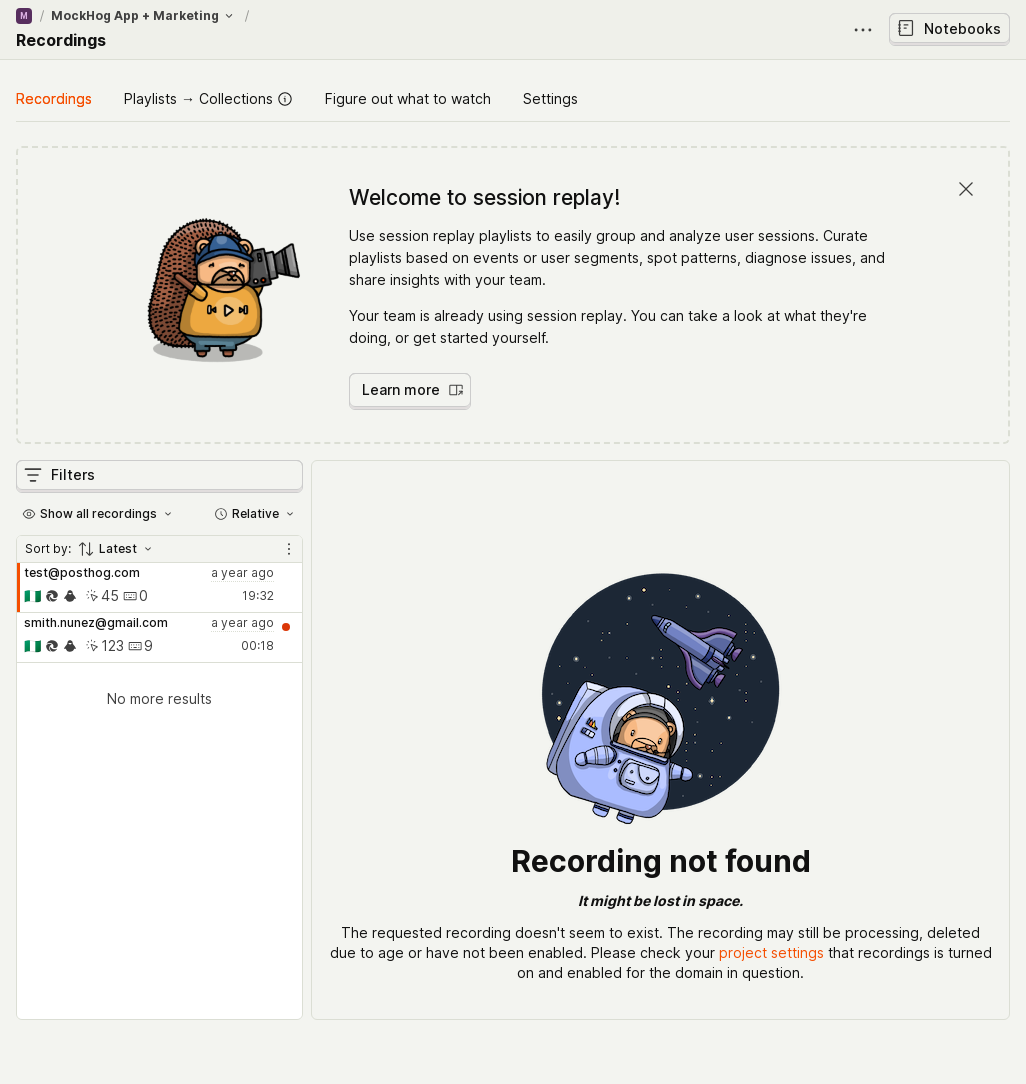 M / MockHog App + Marketing /
Recordings
Notebooks
Recordings
Playlists → Collections
Figure out what to watch
Settings
Welcome to session replay!
Use session replay playlists to easily group and analyze user sessions. Curate
playlists based on events or user segments, spot patterns, diagnose issues, and
share insights with your team.
Your team is already using session replay. You can take a look at what they're
doing, or get started yourself.
Learn more
Filters
Show all recordings
Relative
Sort by: Latest
test@posthog.com a year ago
45 0 19:32
smith.nunez@gmail.com a year ago
123 9 00:18
No more results
Recording not found
It might be lost in space.
The requested recording doesn't seem to exist. The recording may still be processing, deleted
due to age or have not been enabled. Please check your project settings that recordings is turned
on and enabled for the domain in question.